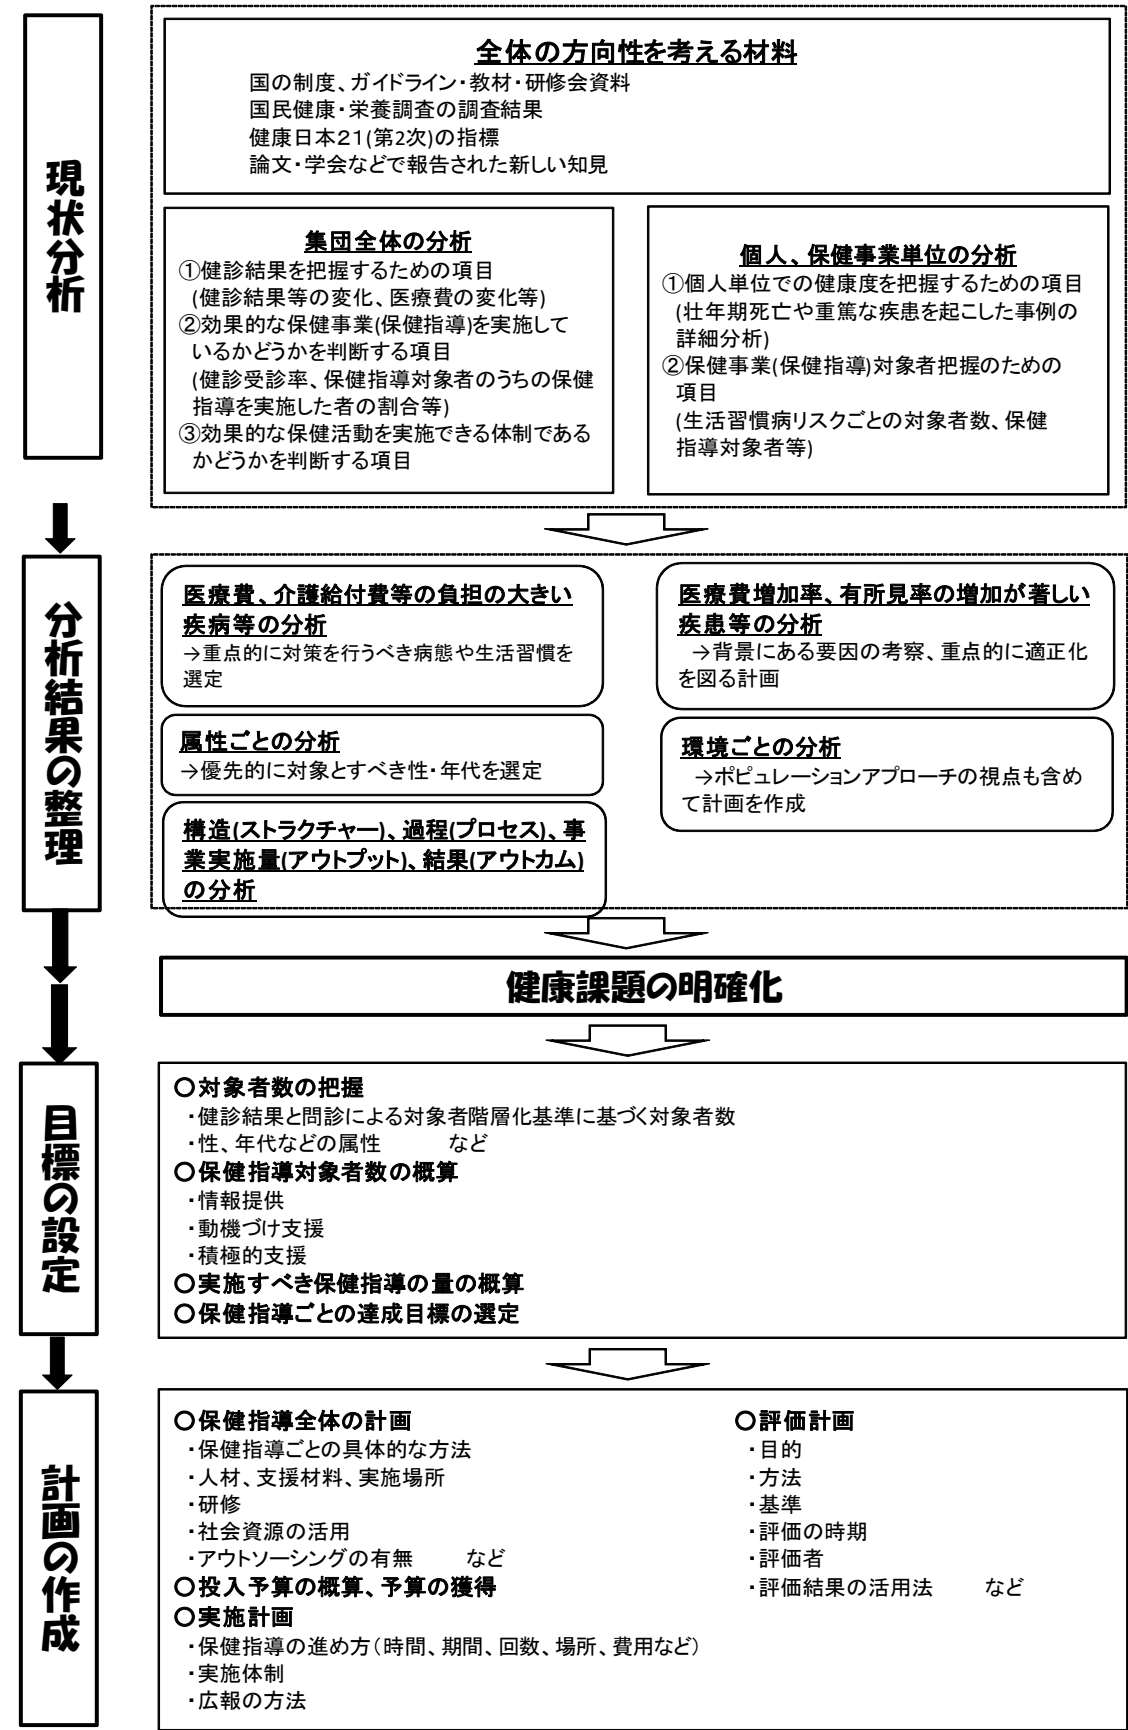 現状分析
全体の方向性を考える材料
国の制度、ガイドライン・教材・研修会資料
国民健康・栄養調査の調査結果
健康日本21(第2次)の指標
論文・学会などで報告された新しい知見
集団全体の分析
①健診結果を把握するための項目
(健診結果等の変化、医療費の変化等)
②効果的な保健事業(保健指導)を実施して
いるかどうかを判断する項目
(健診受診率、保健指導対象者のうちの保健
指導を実施した者の割合等)
③効果的な保健活動を実施できる体制である
かどうかを判断する項目
個人、保健事業単位の分析
①個人単位での健康度を把握するための項目
(壮年期死亡や重篤な疾患を起こした事例の
詳細分析)
②保健事業(保健指導)対象者把握のための
項目
(生活習慣病リスクごとの対象者数、保健
指導対象者等)
分析結果の整理
医療費、介護給付費等の負担の大きい
疾病等の分析
→重点的に対策を行うべき病態や生活習慣を
選定
医療費増加率、有所見率の増加が著しい
疾患等の分析
→背景にある要因の考察、重点的に適正化
を図る計画
属性ごとの分析
→優先的に対象とすべき性・年代を選定
環境ごとの分析
→ポピュレーションアプローチの視点も含め
て計画を作成
構造(ストラクチャー)、過程(プロセス)、事
業実施量(アウトプット)、結果(アウトカム)
の分析
健康課題の明確化
目標の設定
○対象者数の把握
・健診結果と問診による対象者階層化基準に基づく対象者数
・性、年代などの属性 など
○保健指導対象者数の概算
・情報提供
・動機づけ支援
・積極的支援
○実施すべき保健指導の量の概算
○保健指導ごとの達成目標の選定
計画の作成
○保健指導全体の計画
・保健指導ごとの具体的な方法
・人材、支援材料、実施場所
・研修
・社会資源の活用
・アウトソーシングの有無 など
○投入予算の概算、予算の獲得
○実施計画
・保健指導の進め方(時間、期間、回数、場所、費用など)
・実施体制
・広報の方法
○評価計画
・目的
・方法
・基準
・評価の時期
・評価者
・評価結果の活用法 など